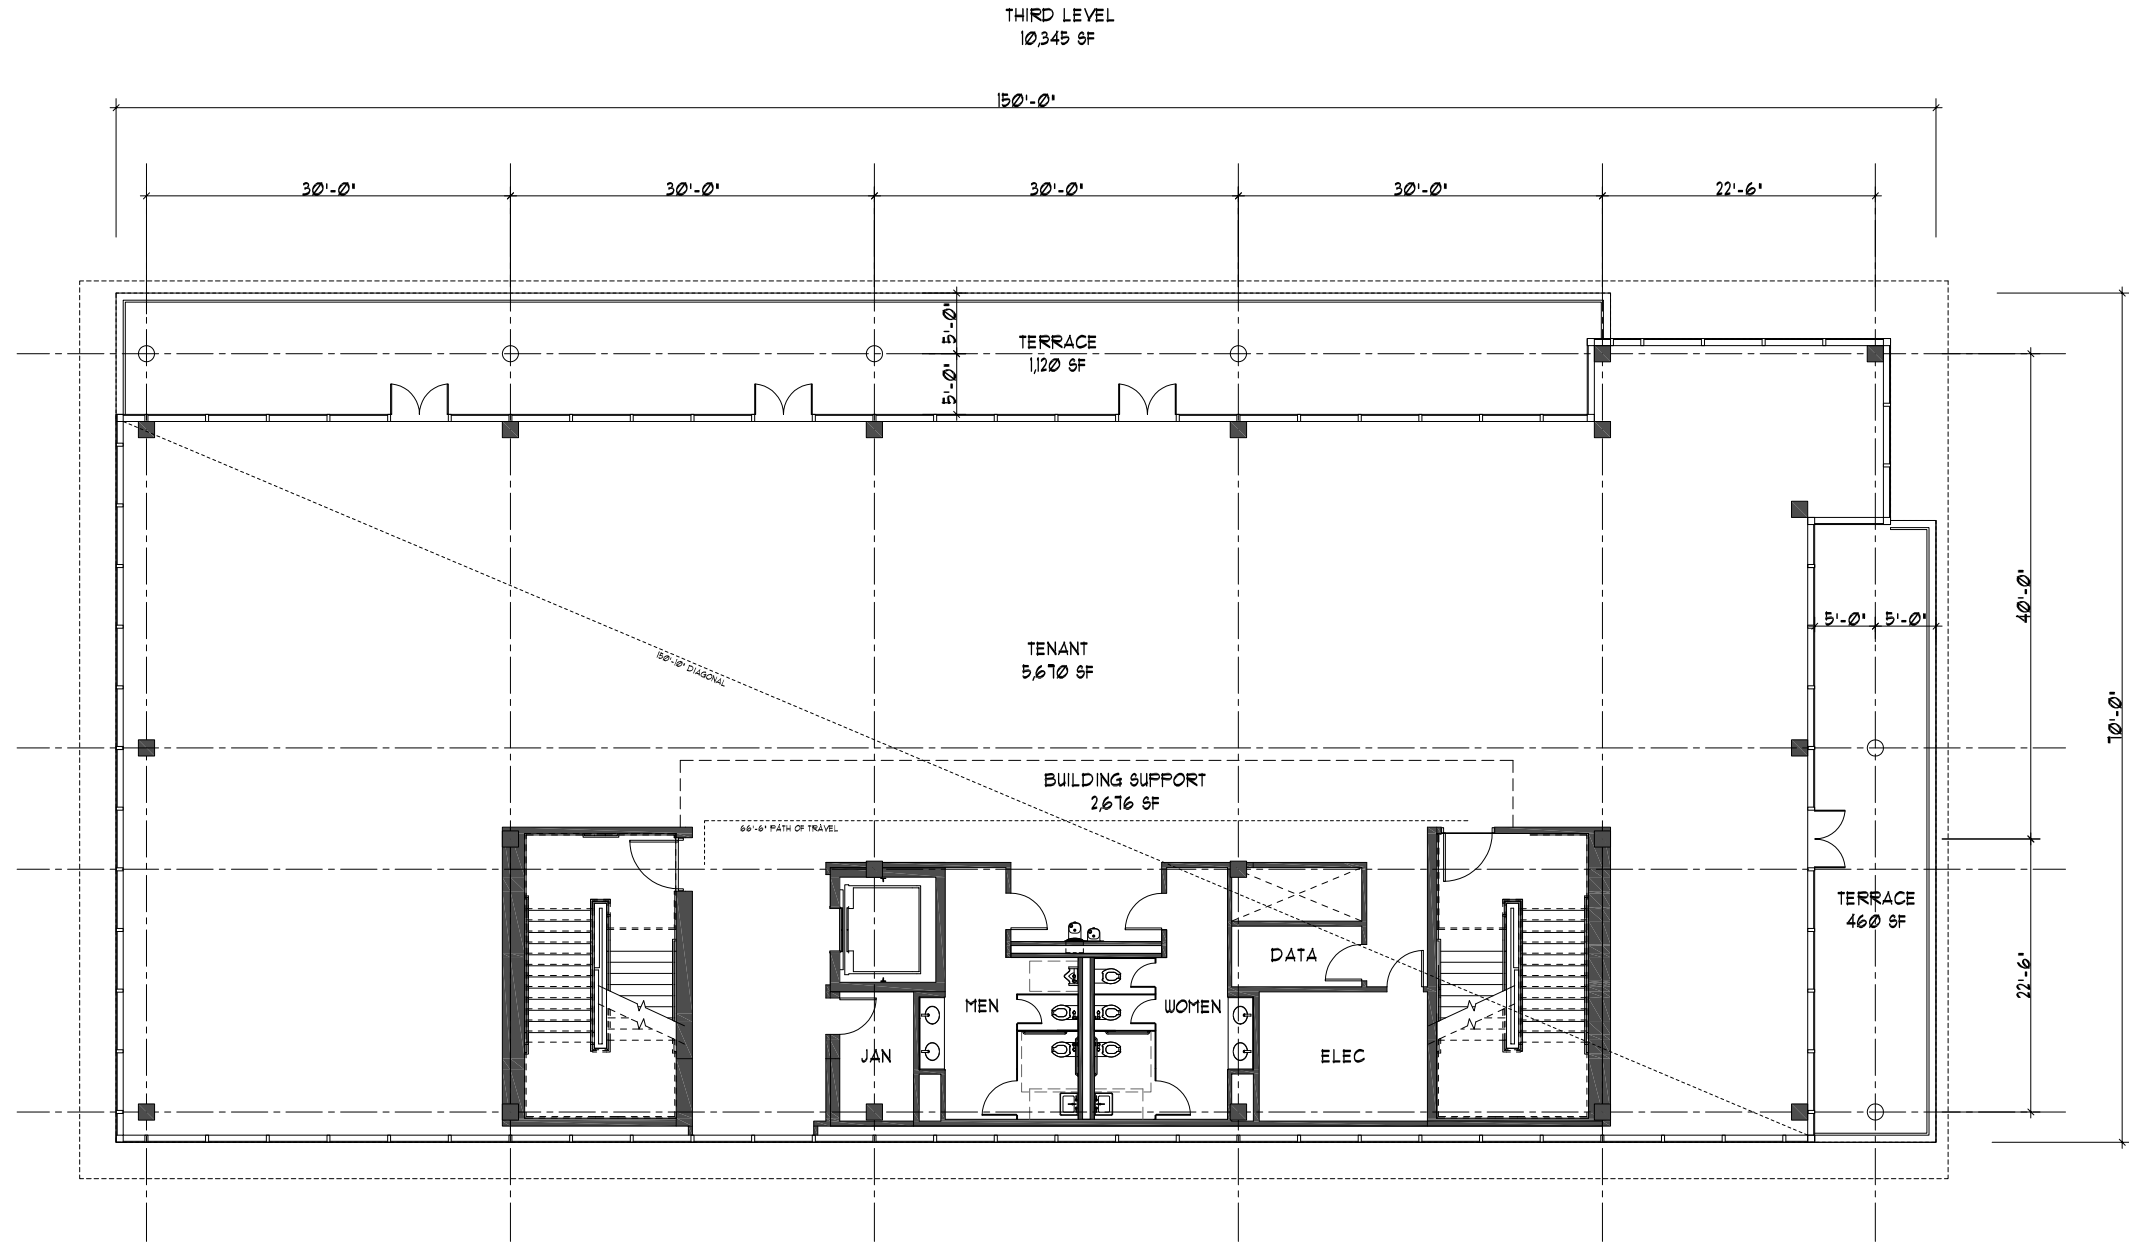 THIRD LEVEL
10,345 SF
150'-0"
30'-0"
30'-0"
30'-0"
30'-0"
22'-6"
5'-0"
5'-0"
TERRACE
1,120 SF
40'-0"
70'-0"
5'-0"
5'-0"
TENANT
5,670 SF
150'-10" DIAGONAL
BUILDING SUPPORT
2,676 SF
66'-6" PATH OF TRAVEL
TERRACE
460 SF
22'-6"
DATA
MEN
WOMEN
JAN
ELEC